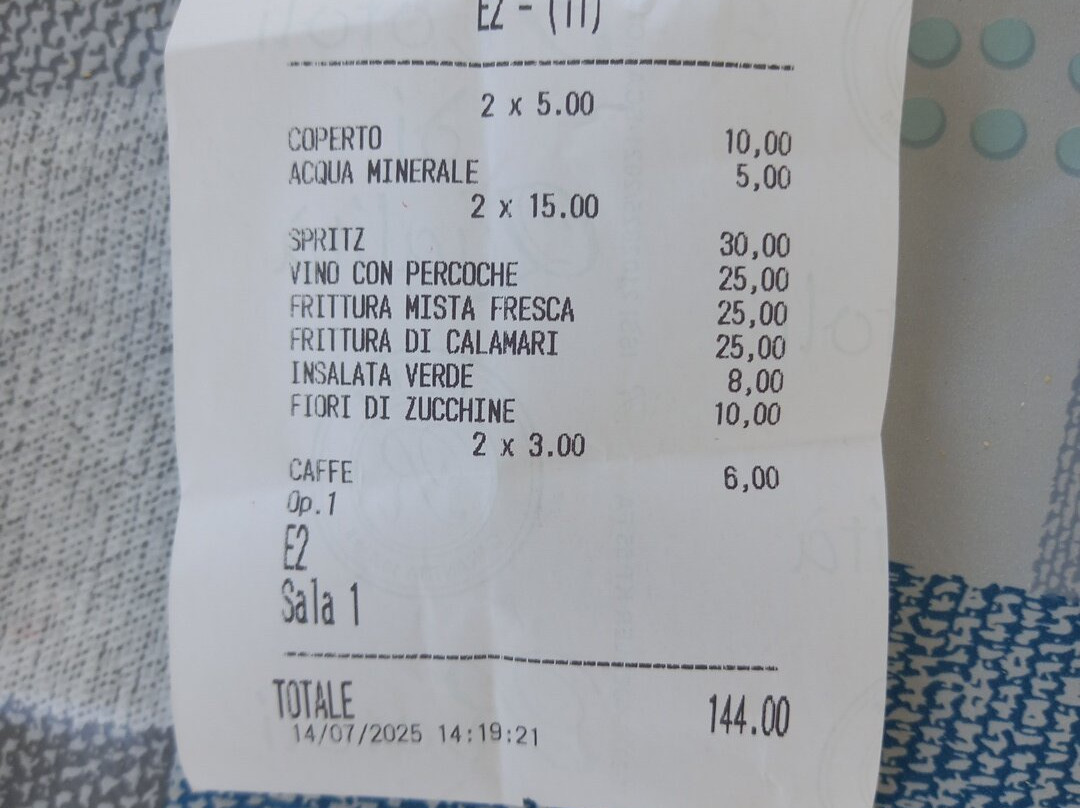 E2 - (11)
2 x 5.00
COPERTO 10,00
ACQUA MINERALE 5,00
2 x 15.00
SPRITZ 30,00
VINO CON PERCOCHE 25,00
FRITTURA MISTA FRESCA 25,00
FRITTURA DI CALAMARI 25,00
INSALATA VERDE 8,00
FIORI DI ZUCCHINE 10,00
2 x 3.00
CAFFE 6,00
Op.1
E2
Sala 1
TOTALE 144.00
14/07/2025 14:19:21